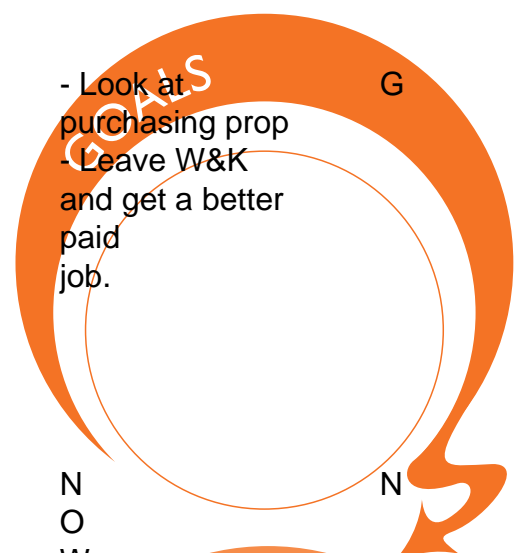 GOALS
- Look at G
purchasing prop
- Leave W&K
and get a better
paid
job.
N N
O
W